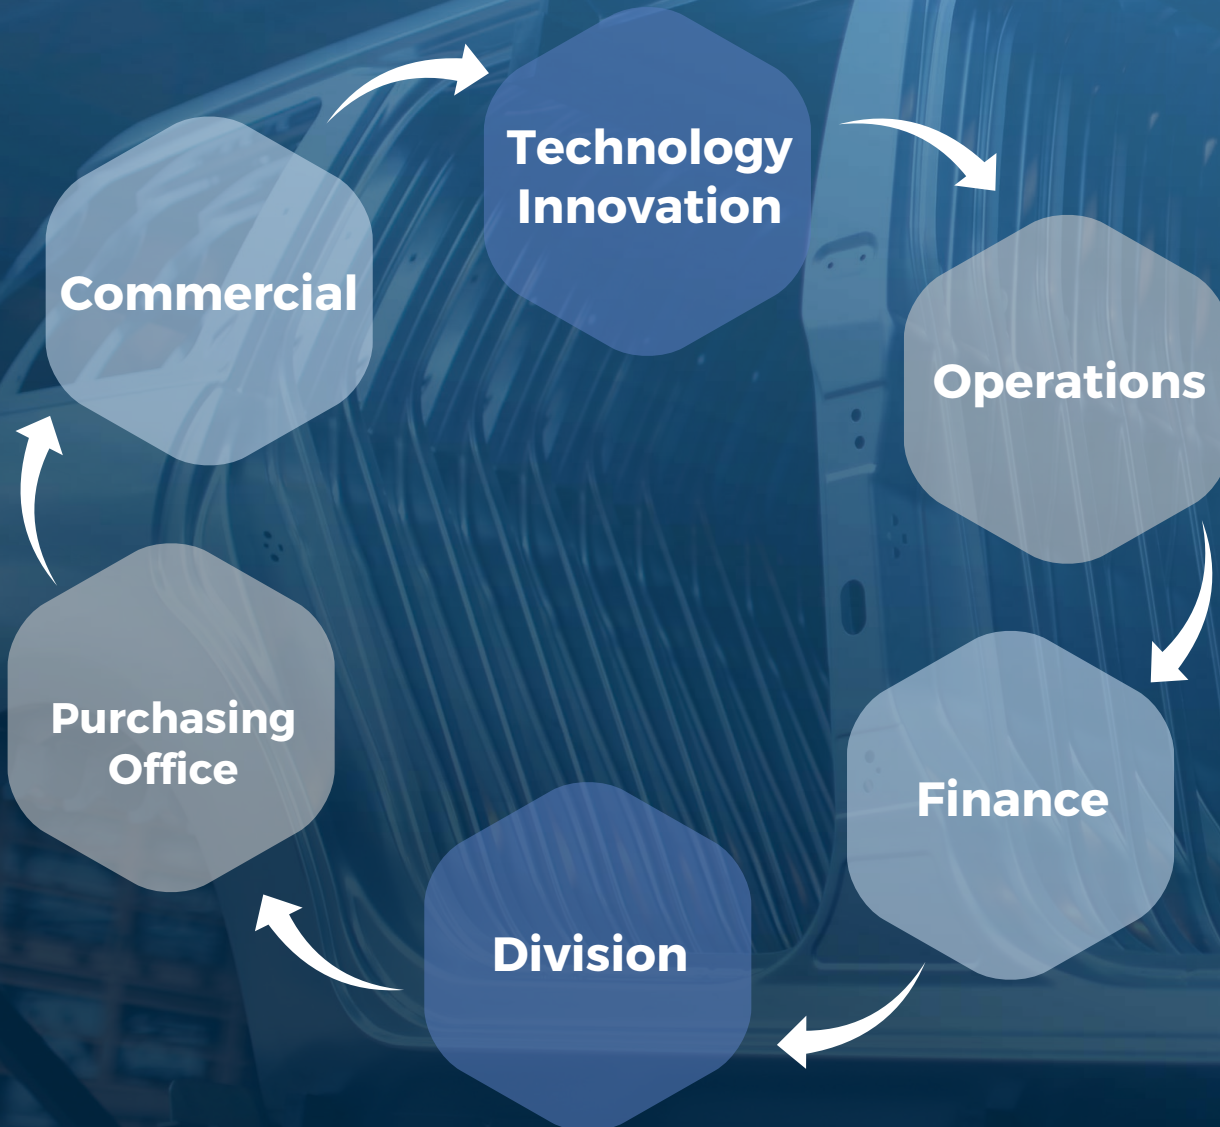 Technology
Innovation
Commercial
Operations
Purchasing
Office
Finance
Division